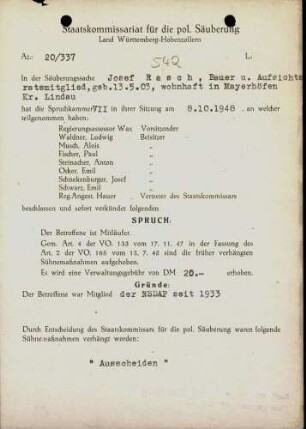 Staatskommissariat für die pol. Säuberung
Land Württemberg-Hohenzollern
Az.: 20/337
542
L:
In der Säuberungssache Josef Rasch, Bauer u. Aufsichts
ratsmitglied, geb. 13.5.03, wohnhaft in Mayerhöfen
Kr. Lindau
hat die Spruchkammer VII in ihrer Sitzung am 8.10.1948 , an welcher
teilgenommen haben:
Regierungsassessor Wax Vorsitzender
Waldner, Ludwig Beisitzer
Musch, Alois "
Fischer, Paul "
Steinacher, Anton "
Oster, Emil "
Schnekenburger, Josef "
Schwarz, Emil "
Reg. Angest. Hauer , Vertreter des Staatskommissars
beschlossen und sofort verkündet folgenden
SPRUCH:
Der Betreffene ist Mitläufer.
Gem. Art. 4 der VO. 133 vom 17. 11. 47 in der Fassung des
Art. 2 der VO. 165 vom 13. 7. 48 sind die früher verhängten
Sühnemaßnahmen aufgehoben.
Es wird eine Verwaltungsgebühr von DM 20.- erhoben.
Gründe:
Der Betreffene war Mitglied der NSDAP seit 1933
Durch Entscheidung des Staatskommissars für die pol. Säuberung waren folgende
Sühnemaßnahmen verhängt worden:
" Ausscheiden "